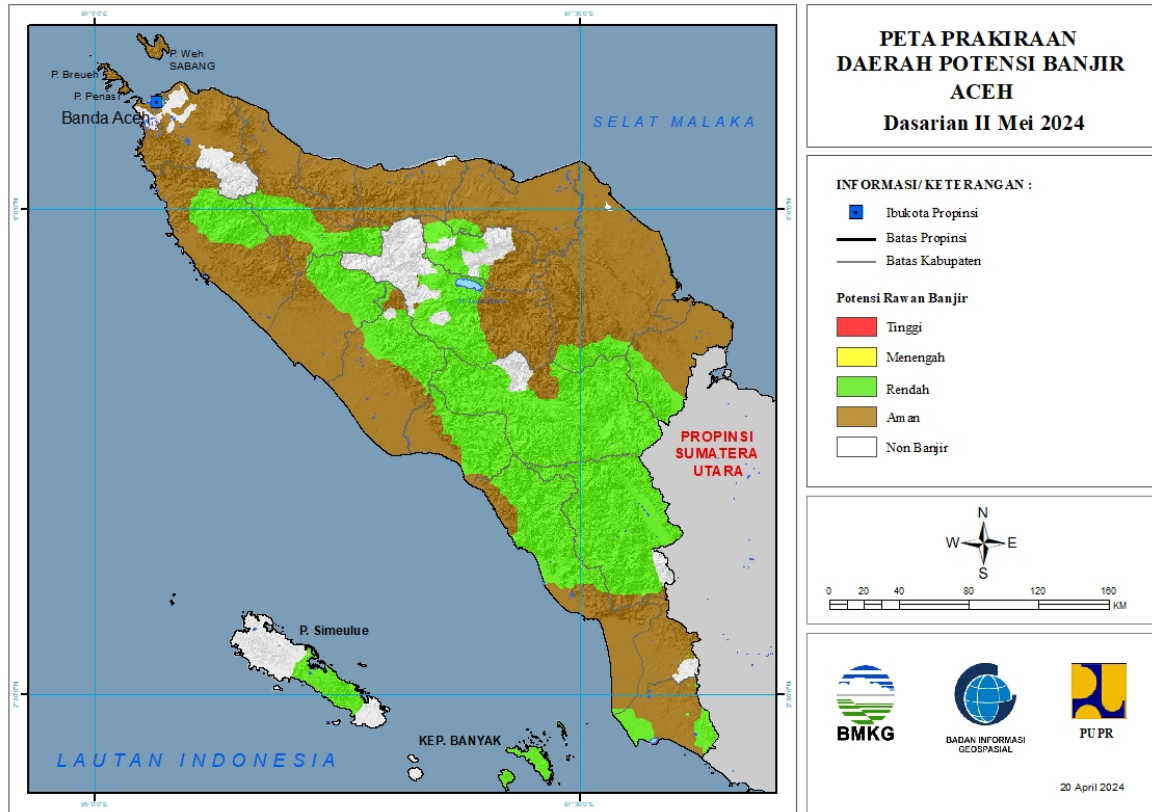 P. Weh
SABANG
P. Breueh
P. Penasi
Banda Aceh
SELAT MALAKA
PROPINSI
SUMATERA
UTARA
P. Simeulue
KEP. BANYAK
LAUTAN INDONESIA
PETA PRAKIRAAN
DAERAH POTENSI BANJIR
ACEH
Dasarian II Mei 2024
INFORMASI/ KETERANGAN :
Ibukota Propinsi
Batas Propinsi
Batas Kabupaten
Potensi Rawan Banjir
Tinggi
Menengah
Rendah
Aman
Non Banjir
N
W E
S
0 20 40 80 120 160
KM
BMKG
BADAN INFORMASI
GEOSPASIAL
PUPR
20 April 2024